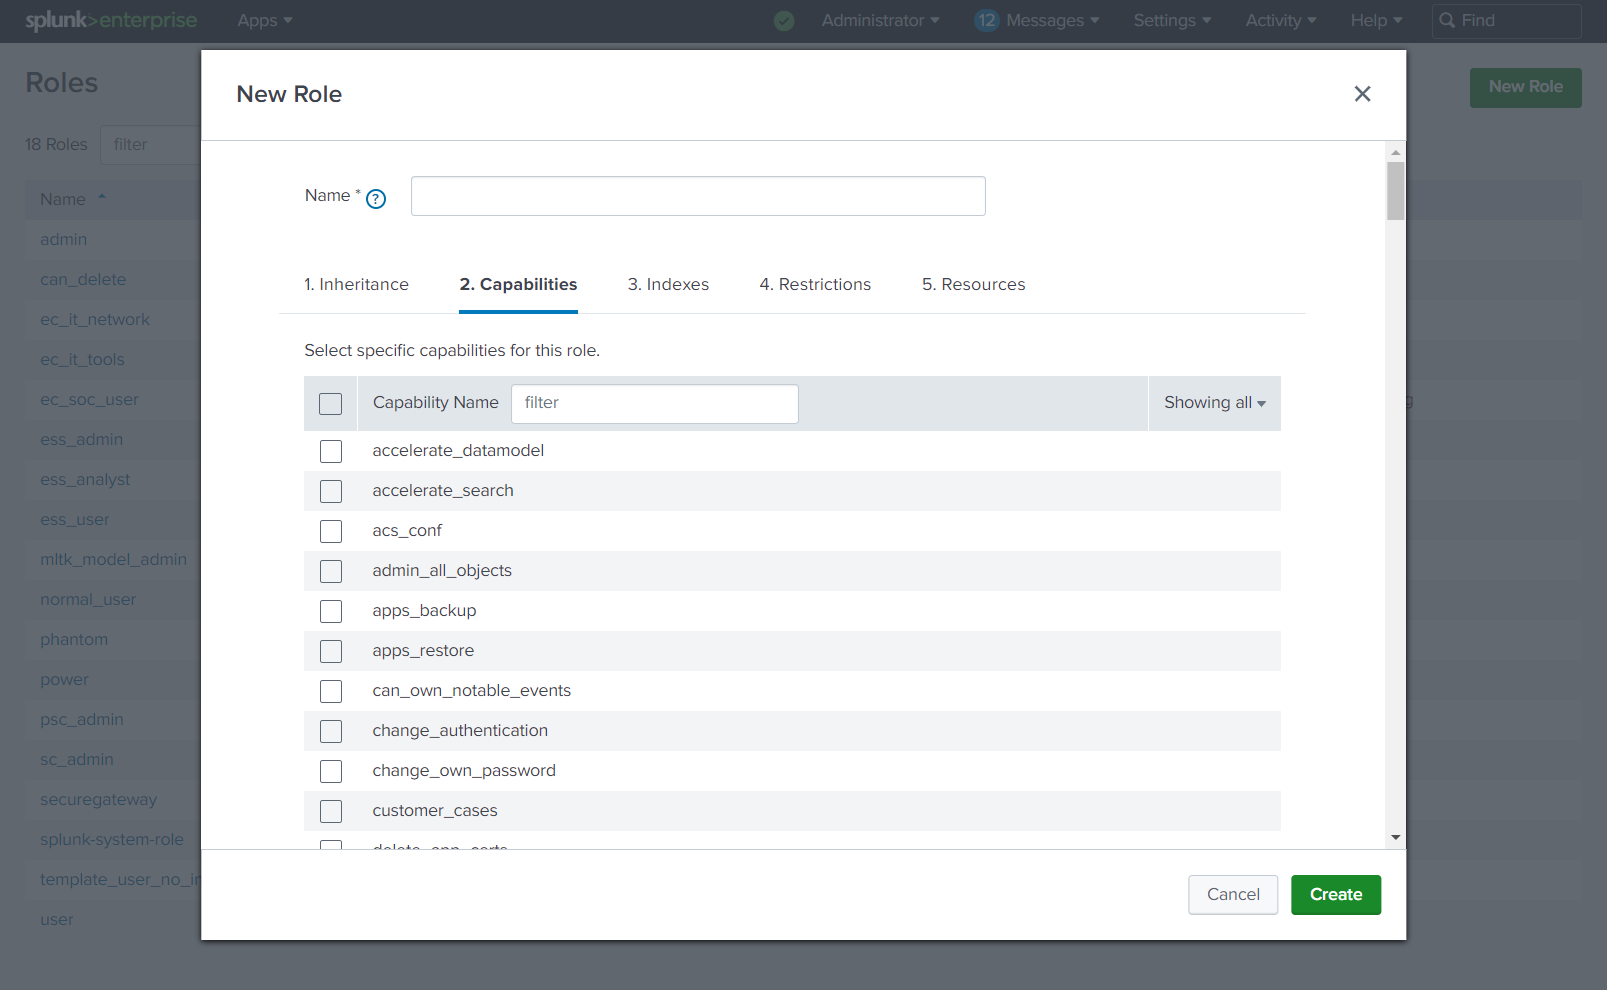 splunk>enterprise Apps Administrator 12 Messages Settings Activity Help Find
Roles
New Role
18 Roles filter
Name
admin
can_delete
ec_it_network
ec_it_tools
ec_soc_user
ess_admin
ess_analyst
ess_user
mltk_model_admin
normal_user
phantom
power
psc_admin
sc_admin
securegateway
splunk-system-role
template_user_no_in
user
New Role
Name * ?
1. Inheritance 2. Capabilities 3. Indexes 4. Restrictions 5. Resources
Select specific capabilities for this role.
Capability Name filter Showing all
accelerate_datamodel
accelerate_search
acs_conf
admin_all_objects
apps_backup
apps_restore
can_own_notable_events
change_authentication
change_own_password
customer_cases
Cancel Create